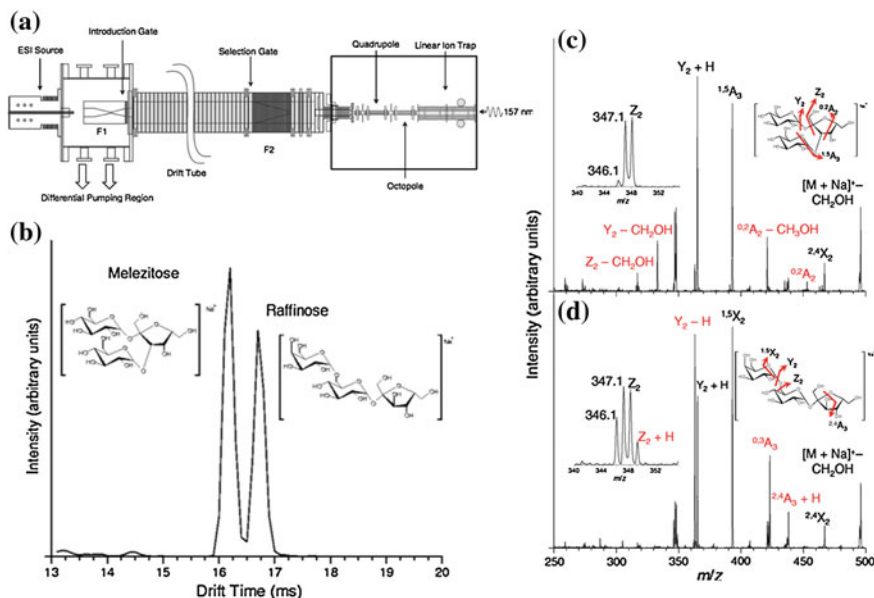 (a)
Introduction Gate
ESI Source
Selection Gate
Quadrupole
Linear Ion Trap
157 nm
F1
F2
Drift Tube
Octopole
Differential Pumping Region
(b)
Intensity (arbitrary units)
Melezitose
Raffinose
13 14 15 16 17 18 19 20
Drift Time (ms)
(c)
Intensity (arbitrary units)
Y2 + H
1,5A3
347.1 Z2
346.1
340 344 348 352
m/z
Y2 Z2 0,2A3
1,5A3
[M + Na]+–
CH2OH
Y2 – CH2OH
0,2A2 – CH3OH
Z2 – CH2OH
2,4X2
0,2A2
(d)
Intensity (arbitrary units)
Y2 – H
1,5X2
Y2 + H
347.1 Z2
346.1
Z2 + H
340 344 348 352
m/z
1,5X2 Y2
Z2
2,4A3
[M + Na]+–
CH2OH
0,3A3
2,4A3 + H
2,4X2
250 300 350 400 450 500
m/z